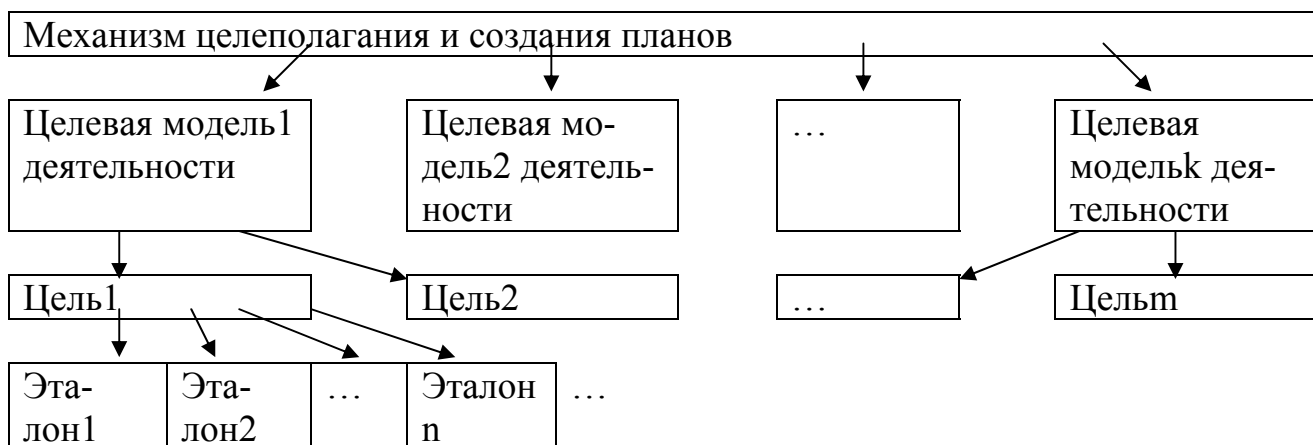 Механизм целеполагания и создания планов
Целевая модель1
деятельности
Целевая мо-
дель2 деятель-
ности
…
Целевая
модельk дея-
тельности
Цель1
Цель2
…
Цельm
Эта-
лон1
Эта-
лон2
…
Эталон
n
…